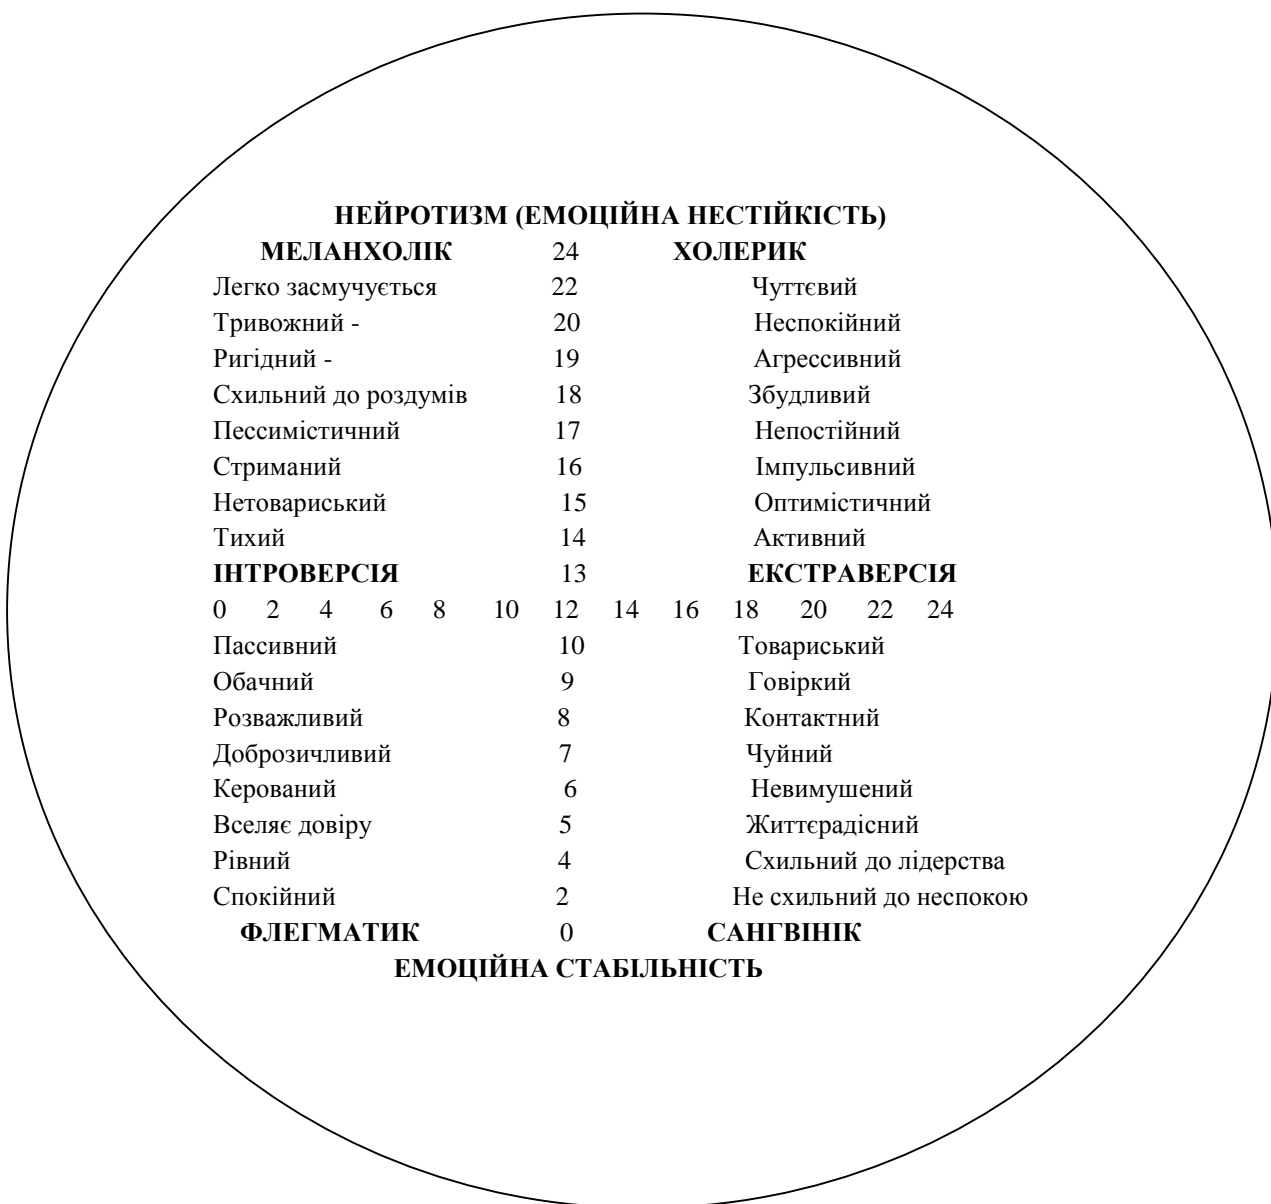 НЕЙРОТИЗМ (ЕМОЦІЙНА НЕСТІЙКІСТЬ)
МЕЛАНХОЛІК 24 ХОЛЕРИК
Легко засмучується 22 Чуттєвий
Тривожний - 20 Неспокійний
Ригідний - 19 Агрессивний
Схильний до роздумів 18 Збудливий
Пессимістичний 17 Непостійний
Стриманий 16 Імпульсивний
Нетовариський 15 Оптимістичний
Тихий 14 Активний
ІНТРОВЕРСІЯ 13 ЕКСТРАВЕРСІЯ
0 2 4 6 8 10 12 14 16 18 20 22 24
Пассивний 10 Товариський
Обачний 9 Говіркий
Розважливий 8 Контактний
Доброзичливий 7 Чуйний
Керований 6 Невимушений
Вселяє довіру 5 Життєрадісний
Рівний 4 Схильний до лідерства
Спокійний 2 Не схильний до неспокою
ФЛЕГМАТИК 0 САНГВІНІК
ЕМОЦІЙНА СТАБІЛЬНІСТЬ